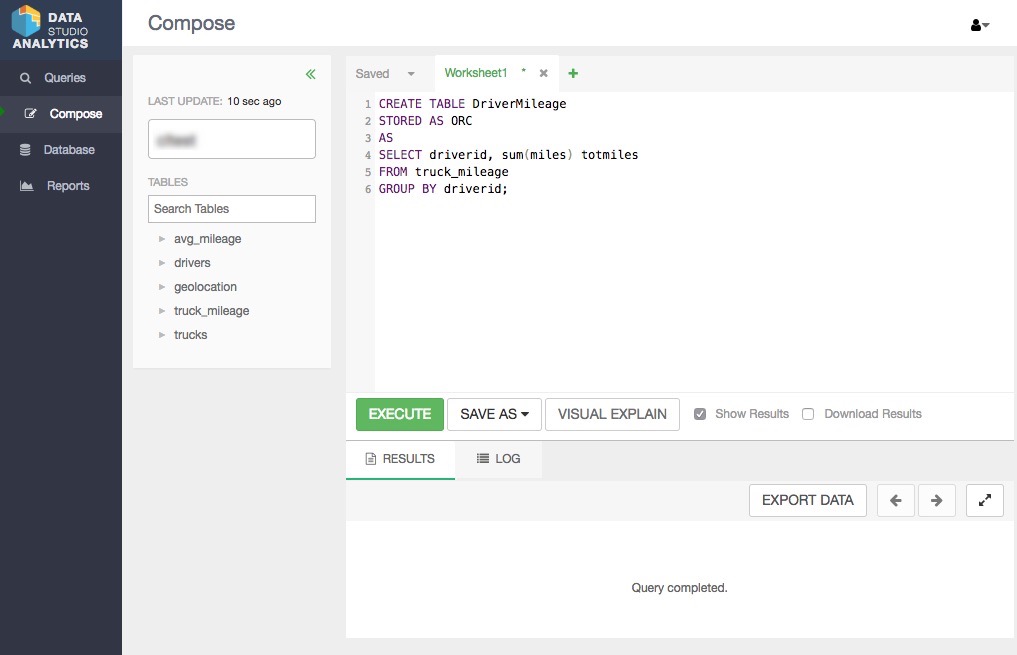 DATA
STUDIO
ANALYTICS
Queries
Compose
Database
Reports
Compose
LAST UPDATE: 10 sec ago
TABLES
Search Tables
avg_mileage
drivers
geolocation
truck_mileage
trucks
Saved
Worksheet1 *
1 CREATE TABLE DriverMileage
2 STORED AS ORC
3 AS
4 SELECT driverid, sum(miles) totmiles
5 FROM truck_mileage
6 GROUP BY driverid;
EXECUTE SAVE AS VISUAL EXPLAIN Show Results Download Results
RESULTS LOG
EXPORT DATA
Query completed.